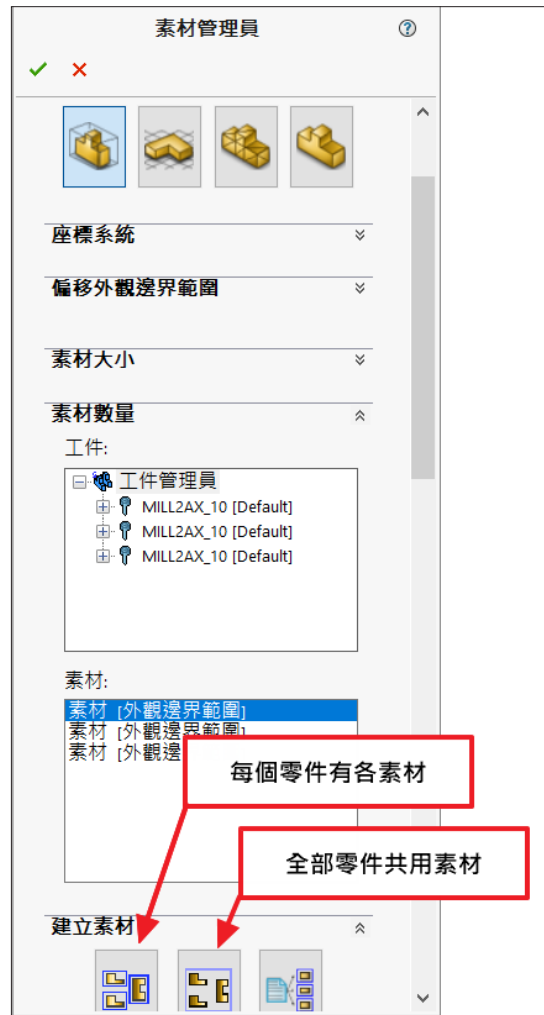 素材管理員
座標系統
偏移外觀邊界範圍
素材大小
素材數量
工件:
工件管理員
MILL2AX_10 [Default]
MILL2AX_10 [Default]
MILL2AX_10 [Default]
素材:
素材 [外觀邊界範圍]
素材 [外觀邊界範圍]
素材 [外觀邊
每個零件有各素材
全部零件共用素材
建立素材